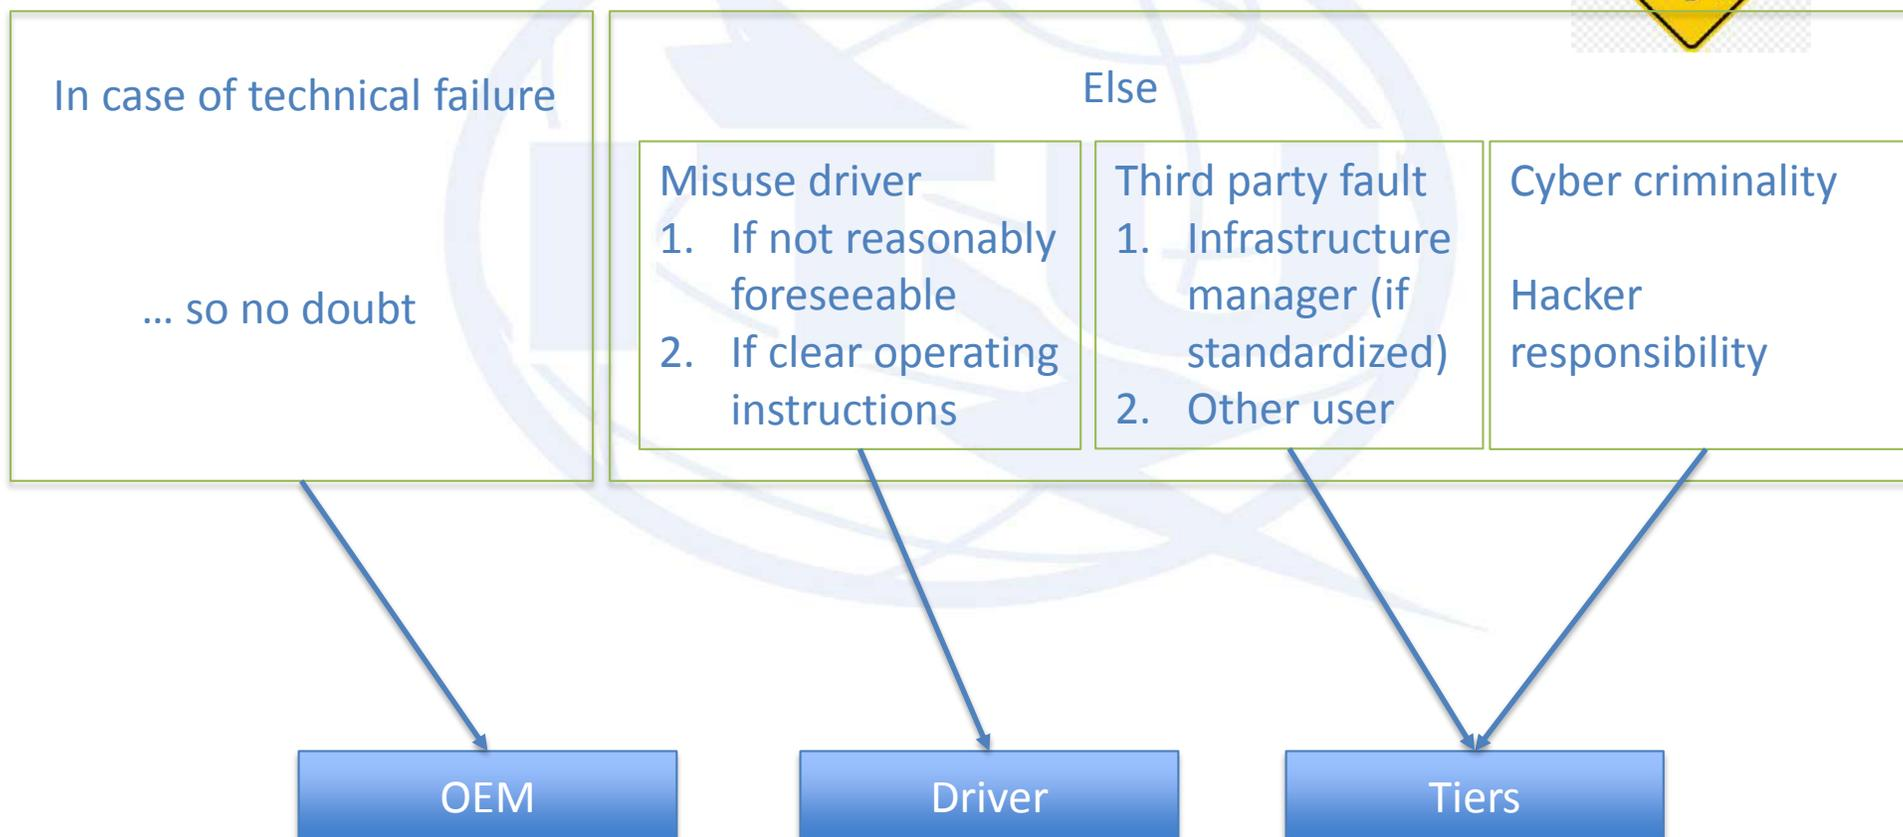 In case of technical failure
... so no doubt
Else
Misuse driver
1. If not reasonably
foreseeable
2. If clear operating
instructions
Third party fault
1. Infrastructure
manager (if
standardized)
2. Other user
Cyber criminality
Hacker
responsibility
ITU
OEM
Driver
Tiers